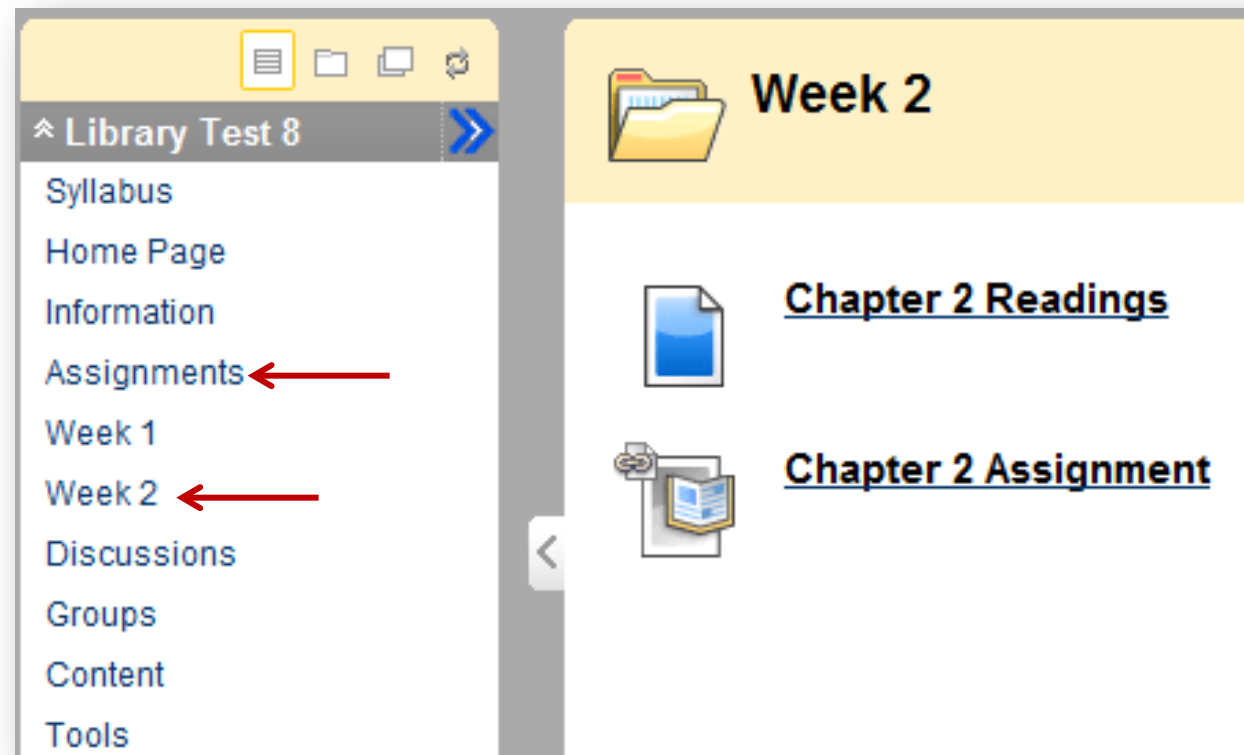 Library Test 8
Syllabus
Home Page
Information
Assignments
Week 1
Week 2
Discussions
Groups
Content
Tools
Week 2
Chapter 2 Readings
Chapter 2 Assignment